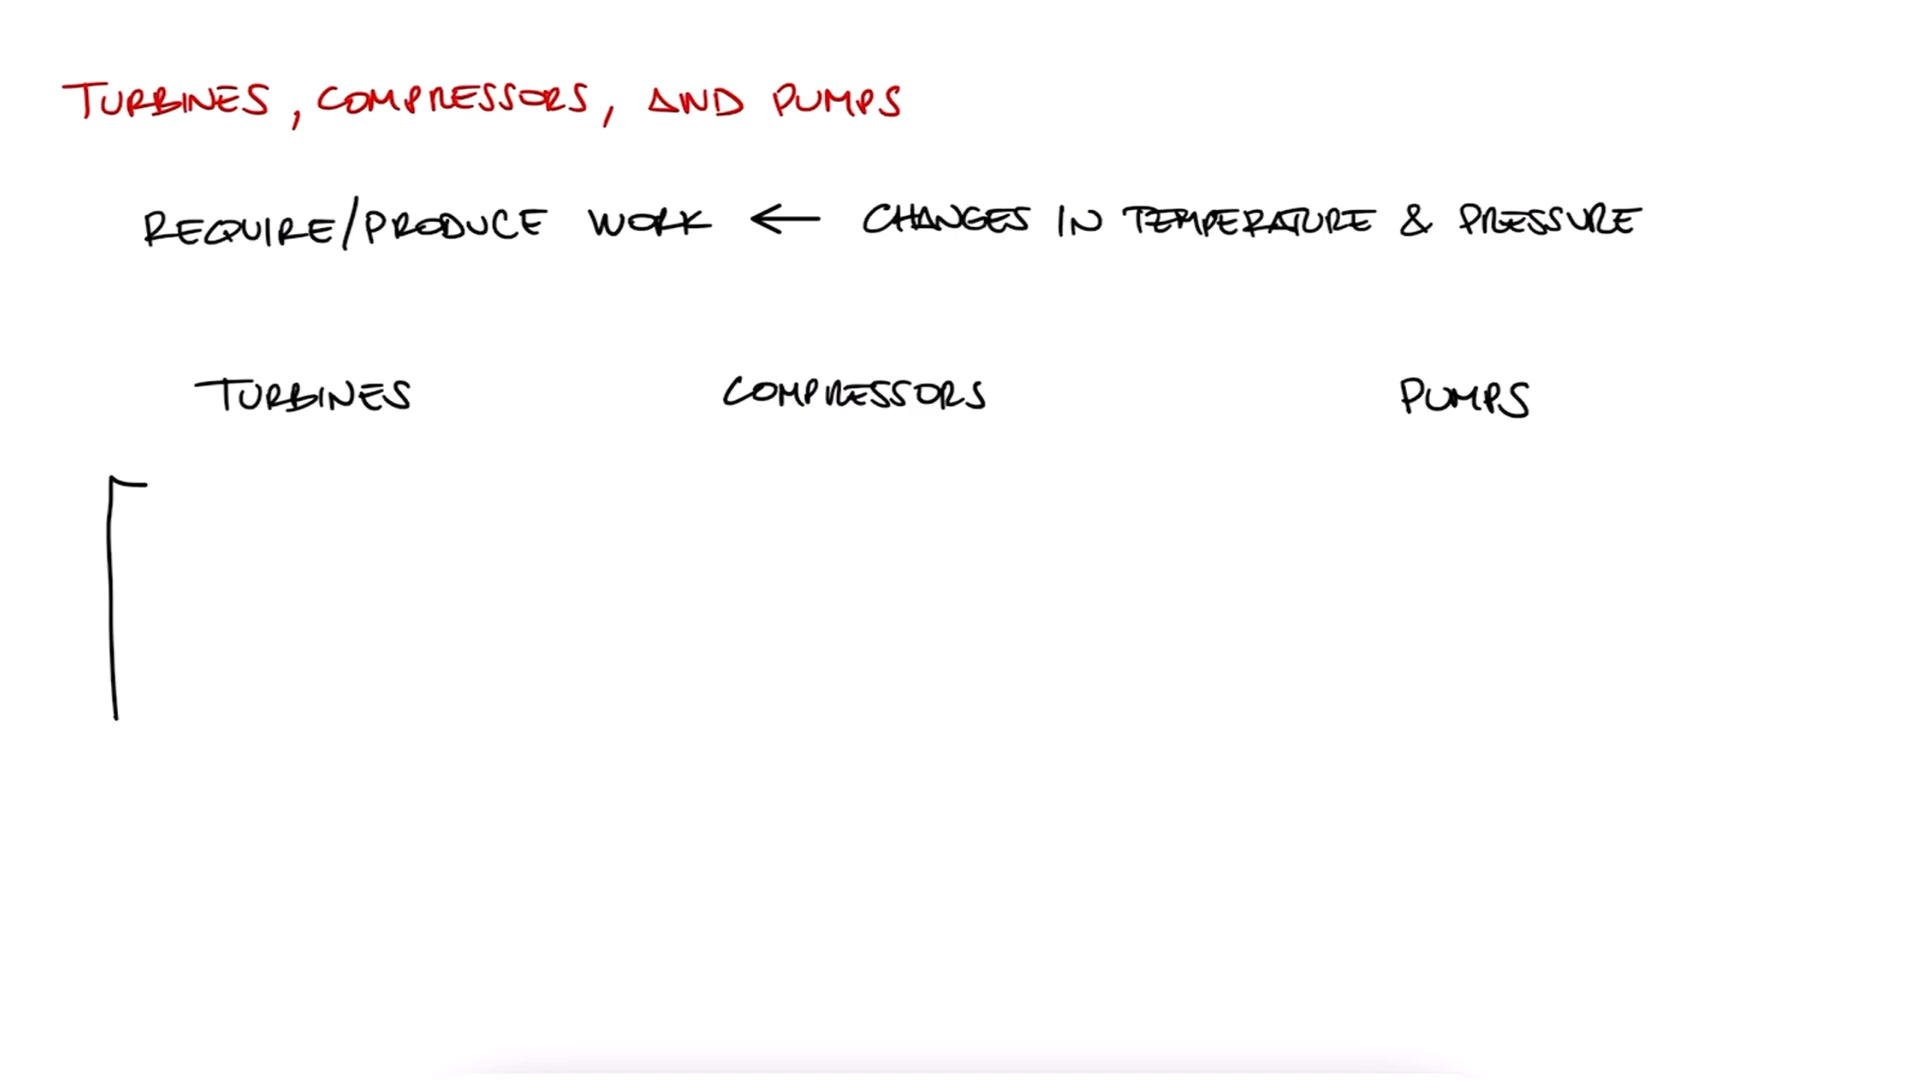 TURBINES, COMPRESSORS, AND PUMPS
REQUIRE/PRODUCE WORK ← CHANGES IN TEMPERATURE & PRESSURE
TURBINES COMPRESSORS PUMPS